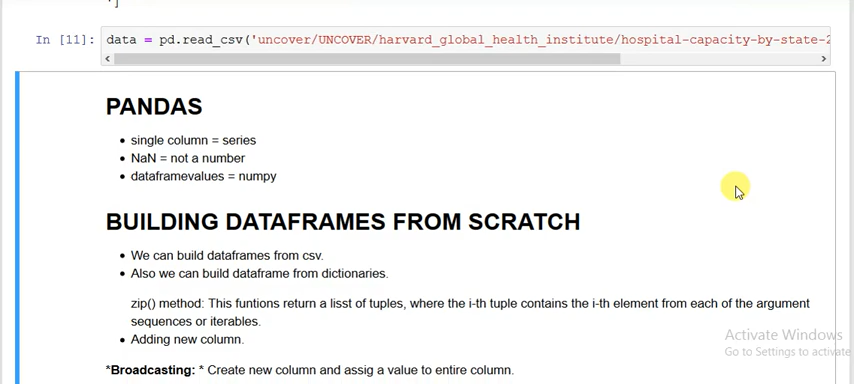 In [11]: data = pd.read_csv('uncover/UNCOVER/harvard_global_health_institute/hospital-capacity-by-state-2
PANDAS
single column = series
NaN = not a number
dataframevalues = numpy
BUILDING DATAFRAMES FROM SCRATCH
We can build dataframes from csv.
Also we can build dataframe from dictionaries.
zip() method: This funtions return a lisst of tuples, where the i-th tuple contains the i-th element from each of the argument
sequences or iterables.
Adding new column.
*Broadcasting: * Create new column and assig a value to entire column.
Activate Windows
Go to Settings to activate